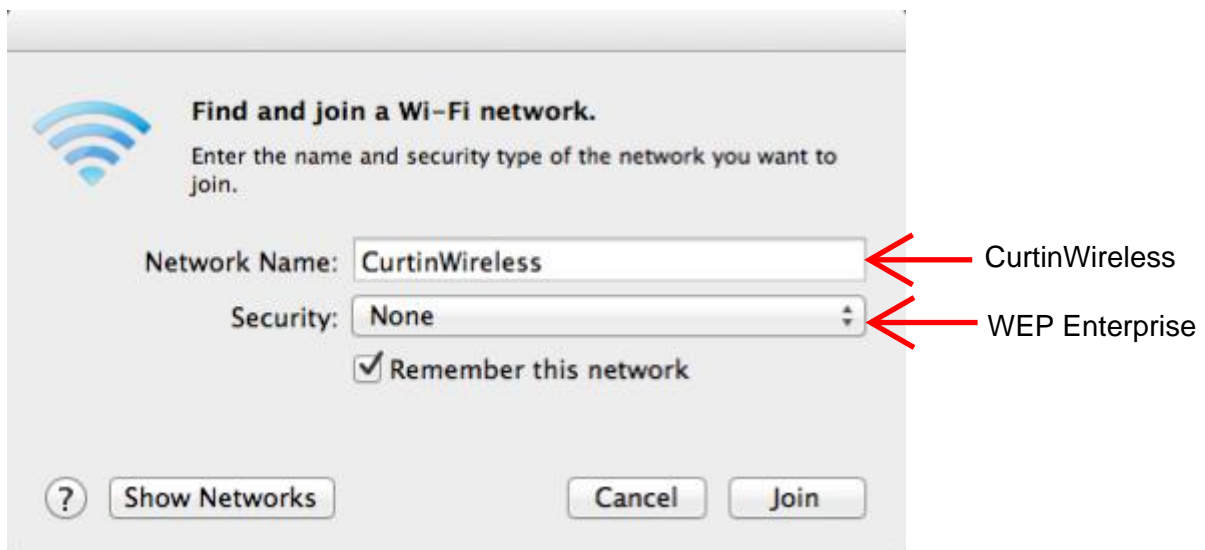 Find and join a Wi-Fi network.
Enter the name and security type of the network you want to
join.
Network Name: CurtinWireless CurtinWireless
Security: None WEP Enterprise
Remember this network
? Show Networks Cancel Join